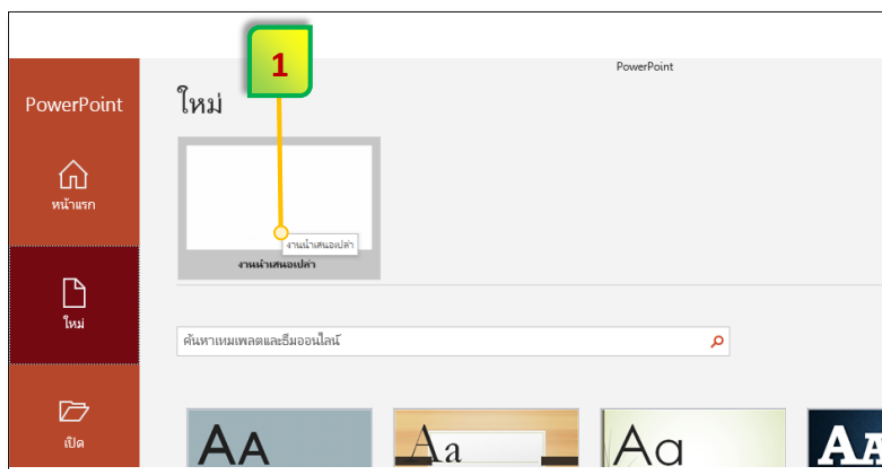 1
PowerPoint
PowerPoint
ใหม่
หน้าแรก
งานนำเสนอเปล่า
งานนำเสนอเปล่า
ใหม่
ค้นหาเทมเพลตและธีมออนไลน์
เปิด
AA
Aa
Aa
AA